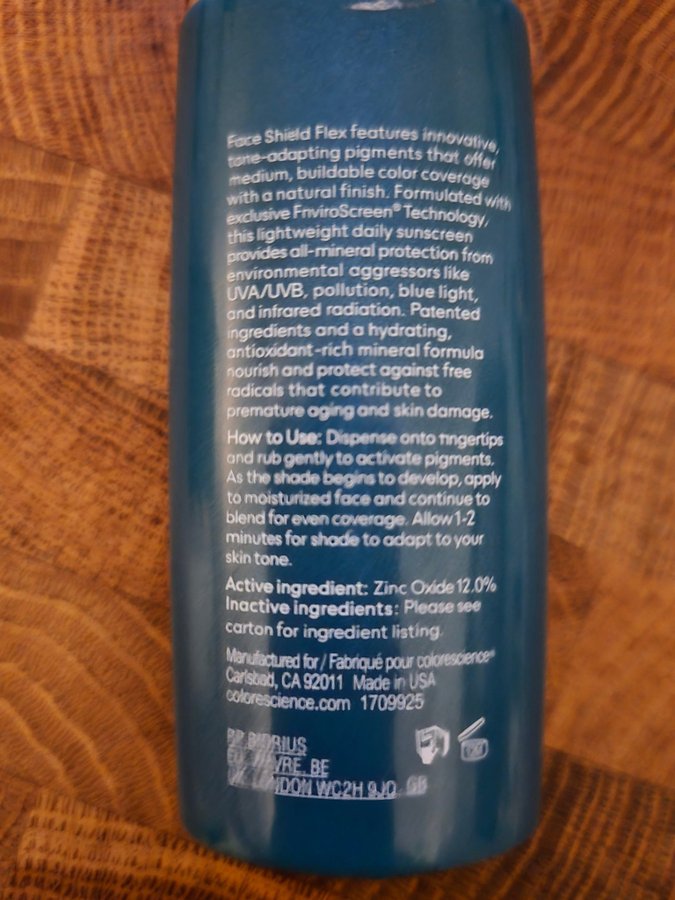 Face Shield Flex features innovative,
tone-adapting pigments that offer
medium, buildable color coverage
with a natural finish. Formulated with
exclusive EnviroScreen® Technology,
this lightweight daily sunscreen
provides all-mineral protection from
environmental aggressors like
UVA/UVB, pollution, blue light,
and infrared radiation. Patented
ingredients and a hydrating,
antioxidant-rich mineral formula
nourish and protect against free
radicals that contribute to
premature aging and skin damage.
How to Use: Dispense onto fingertips
and rub gently to activate pigments.
As the shade begins to develop, apply
to moisturized face and continue to
blend for even coverage. Allow 1-2
minutes for shade to adapt to your
skin tone.
Active ingredient: Zinc Oxide 12.0%
Inactive ingredients: Please see
carton for ingredient listing.
Manufactured for / Fabriqué pour colorescience®
Carlsbad, CA 92011 Made in USA
colorescience.com 1709925
BE
LONDON WC2H 9JQ, GB